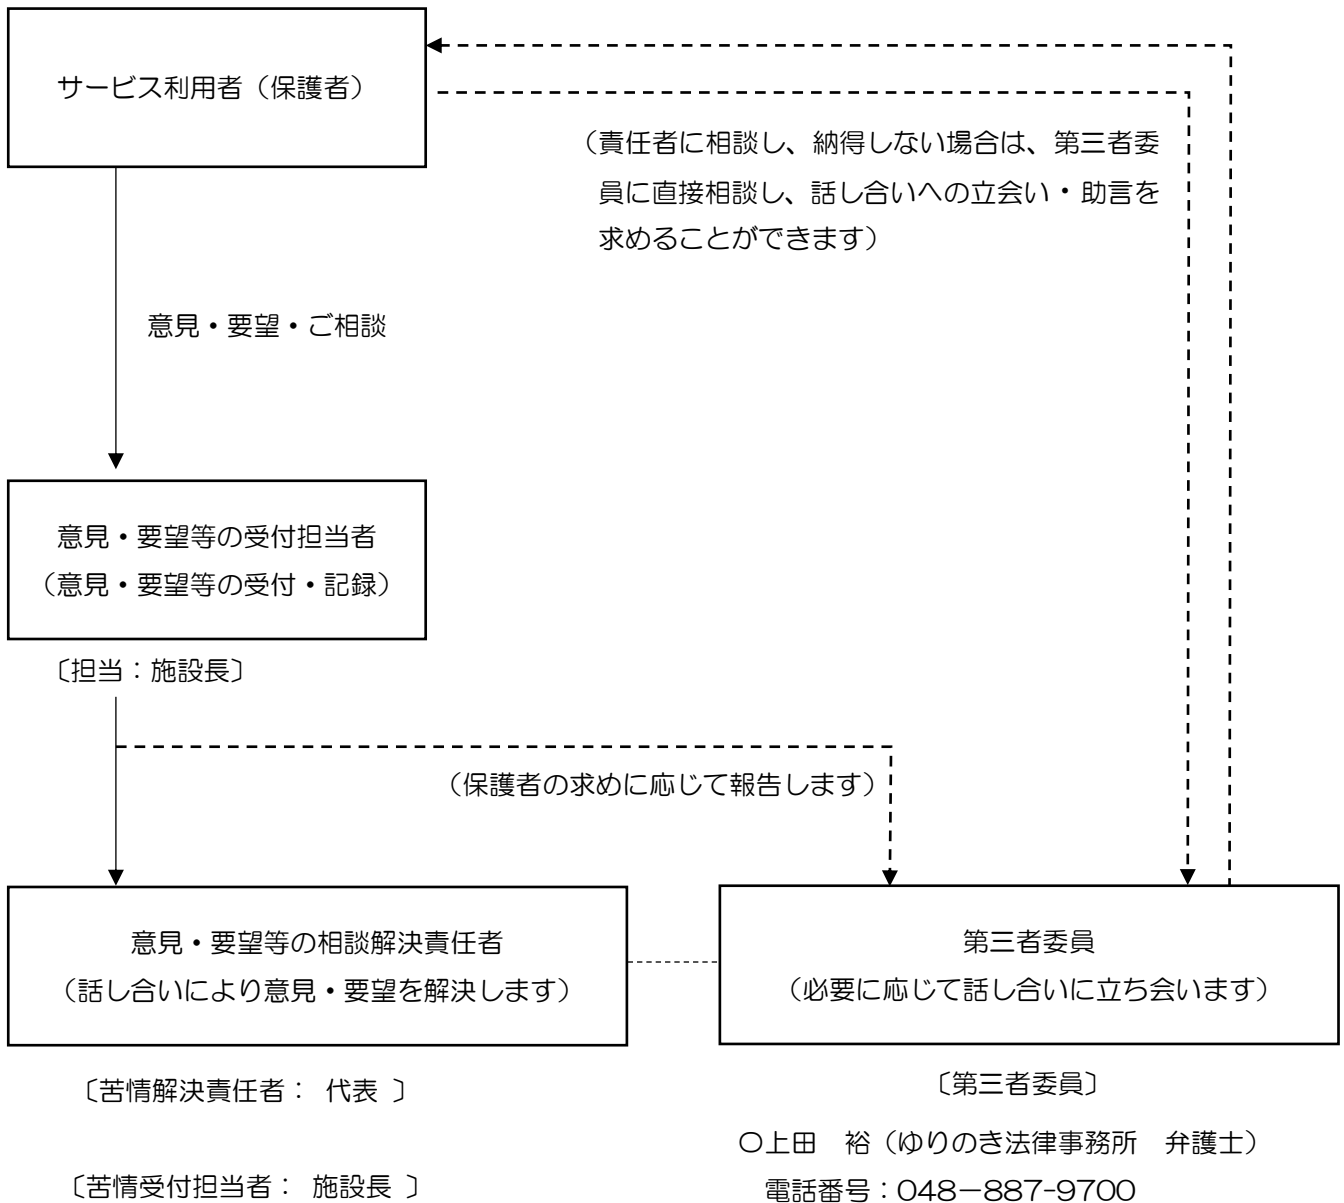 サービス利用者（保護者）
（責任者に相談し、納得しない場合は、第三者委
員に直接相談し、話し合いへの立会い・助言を
求めることができます）
意見・要望・ご相談
意見・要望等の受付担当者
（意見・要望等の受付・記録）
〔担当：施設長〕
（保護者の求めに応じて報告します）
意見・要望等の相談解決責任者
（話し合いにより意見・要望を解決します）
第三者委員
（必要に応じて話し合いに立ち会います）
〔苦情解決責任者： 代表 〕
〔苦情受付担当者： 施設長 〕
〔第三者委員〕
〇上田　裕（ゆりのき法律事務所　弁護士）
電話番号：048－887-9700